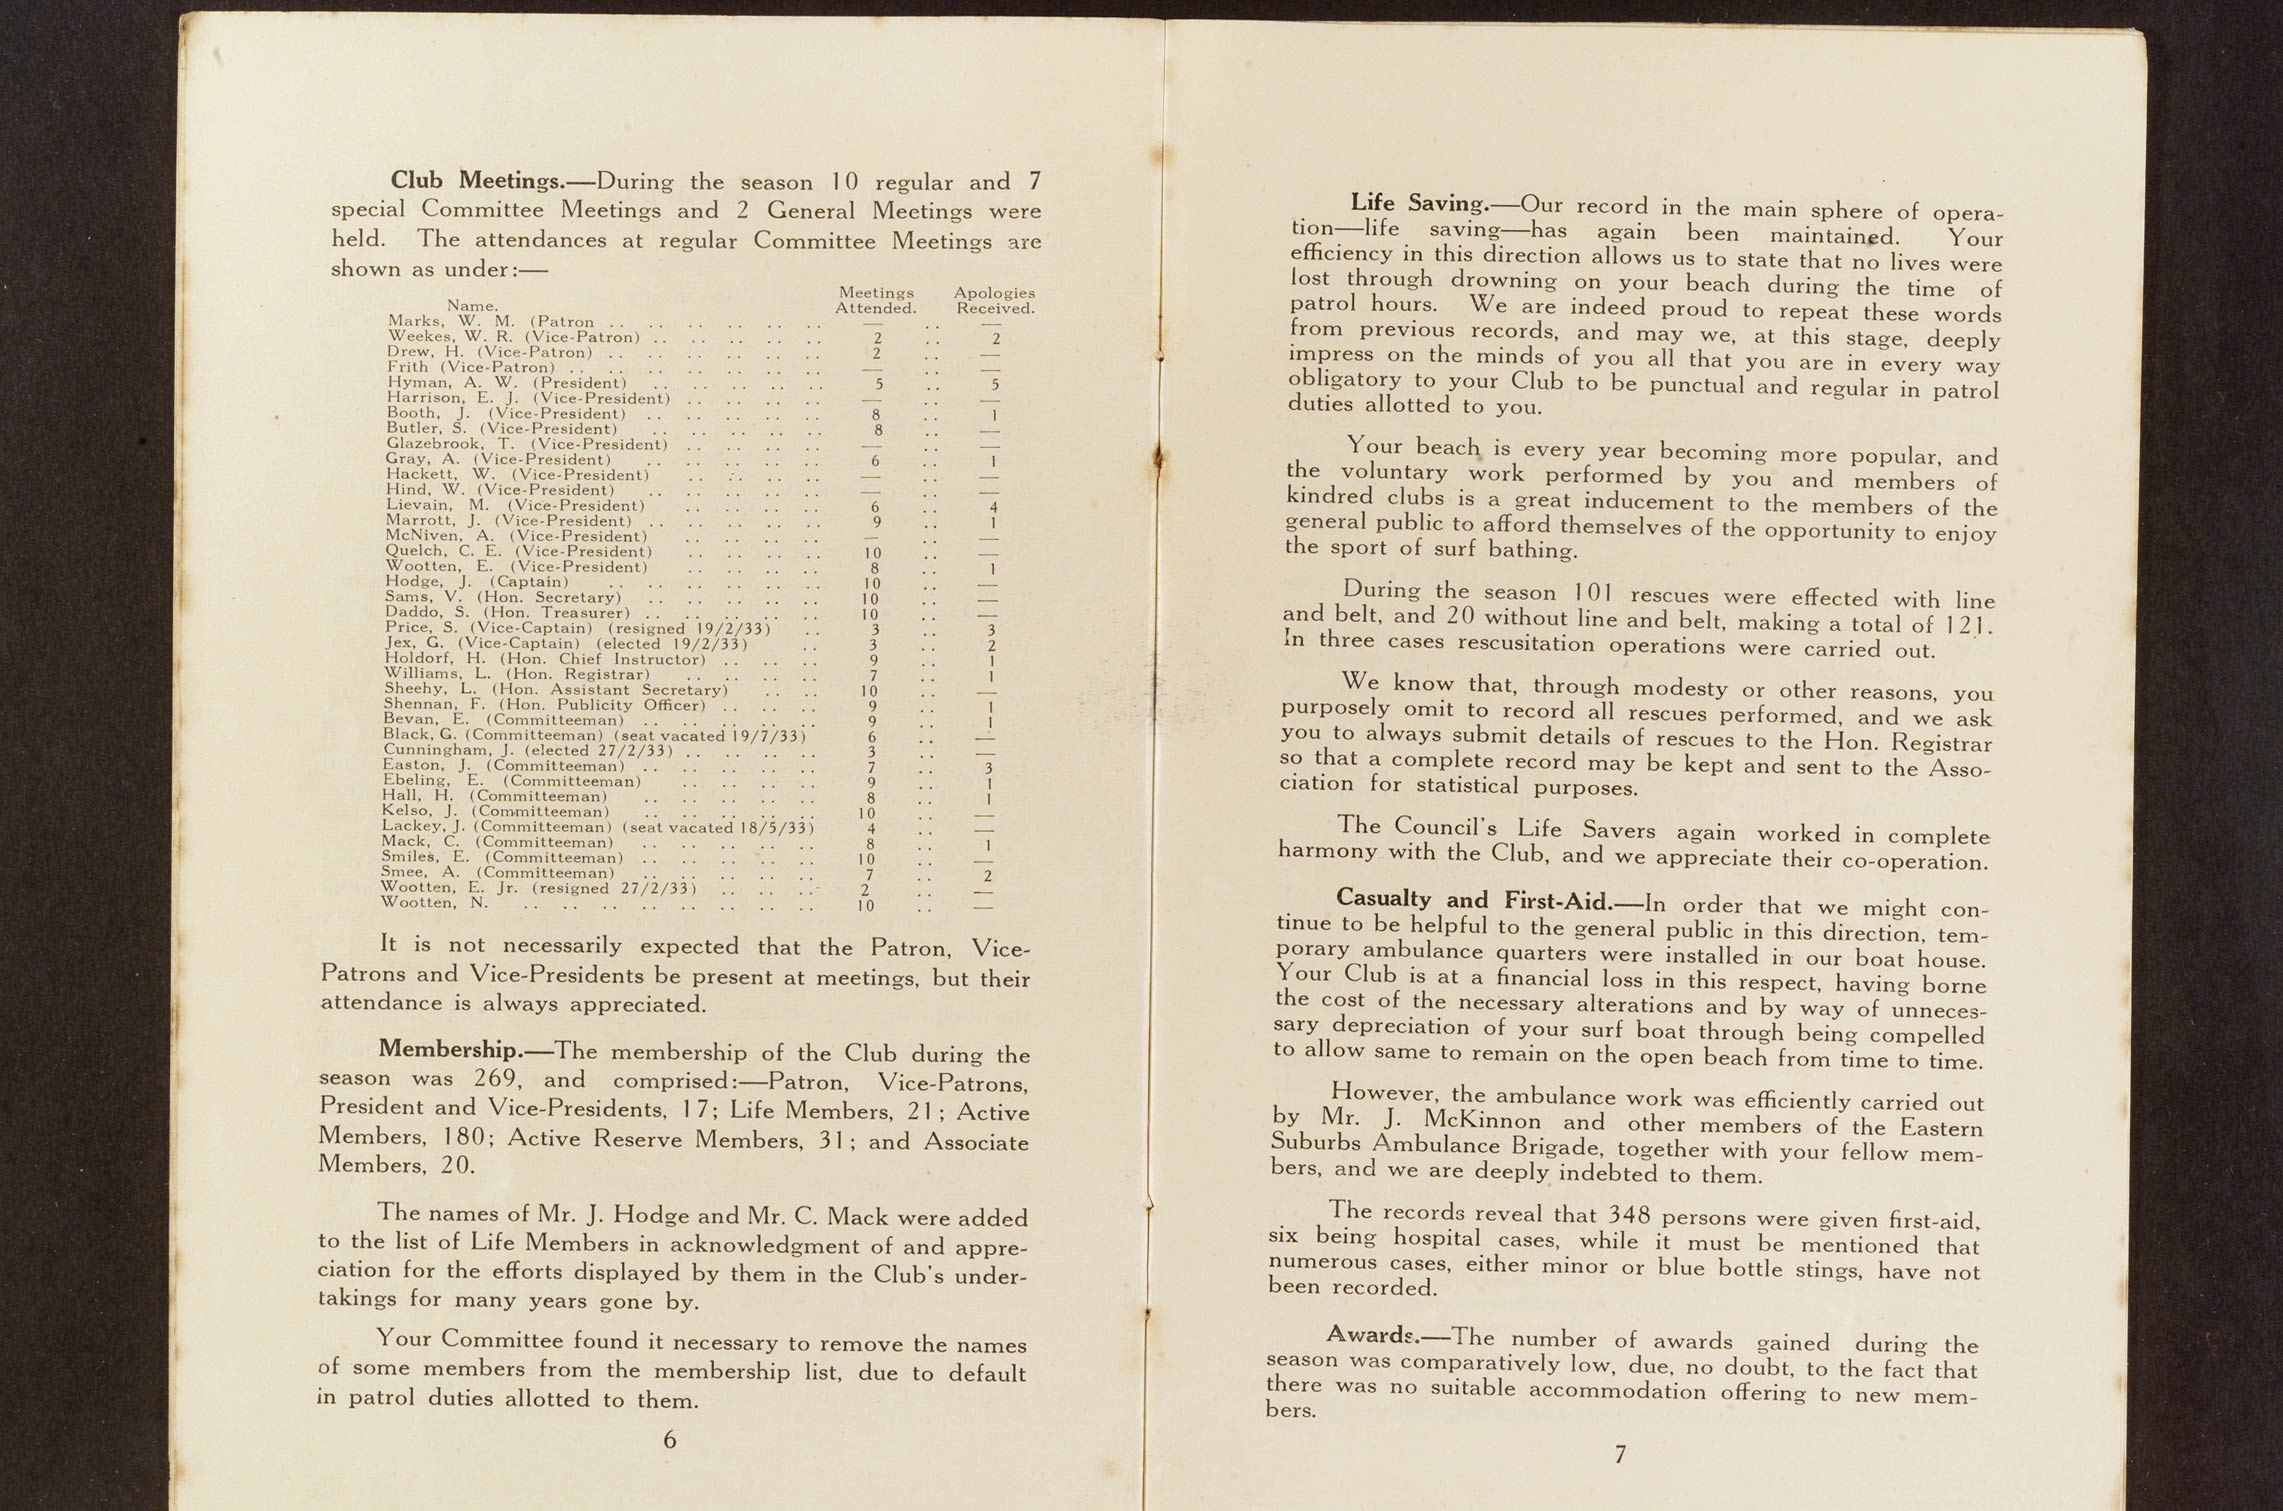 Club Meetings.—During the season 10 regular and 7
special Committee Meetings and 2 General Meetings were
held. The attendances at regular Committee Meetings are
shown as under:—
Name. Meetings Attended. Apologies Received.
Marks, W. M. (Patron .. .. .. .. .. .. — .. —
Weekes, W. R. (Vice-Patron) .. .. .. .. .. 2 .. 2
Drew, H. (Vice-Patron) .. .. .. .. .. .. 2 .. —
Frith (Vice-Patron) .. .. .. .. .. .. .. — .. —
Hyman, A. W. (President) .. .. .. .. .. 5 .. 5
Harrison, E. J. (Vice-President) .. .. .. .. — .. —
Booth, J. (Vice-President) .. .. .. .. .. 8 .. 1
Butler, S. (Vice-President) .. .. .. .. .. 8 .. —
Glazebrook, T. (Vice-President) .. .. .. .. — .. —
Gray, A. (Vice-President) .. .. .. .. .. 6 .. 1
Hackett, W. (Vice-President) .. .. .. .. — .. —
Hind, W. (Vice-President) .. .. .. .. .. — .. —
Lievain, M. (Vice-President) .. .. .. .. 6 .. 4
Marrott, J. (Vice-President) .. .. .. .. .. 9 .. 1
McNiven, A. (Vice-President) .. .. .. .. — .. —
Quelch, C. E. (Vice-President) .. .. .. .. 10 .. —
Wootten, E. (Vice-President) .. .. .. .. 8 .. 1
Hodge, J. (Captain) .. .. .. .. .. .. 10 .. —
Sams, V. (Hon. Secretary) .. .. .. .. .. 10 .. —
Daddo, S. (Hon. Treasurer) .. .. .. .. .. 10 .. —
Price, S. (Vice-Captain) (resigned 19/2/33) .. 3 .. 3
Jex, G. (Vice-Captain) (elected 19/2/33) .. 3 .. 2
Holdorf, H. (Hon. Chief Instructor) .. .. .. 9 .. 1
Williams, L. (Hon. Registrar) .. .. .. .. 7 .. 1
Sheehy, L. (Hon. Assistant Secretary) .. .. 10 .. —
Shennan, F. (Hon. Publicity Officer) .. .. .. 9 .. 1
Bevan, E. (Committeeman) .. .. .. .. .. 9 .. 1
Black, G. (Committeeman) (seat vacated 19/7/33) 6 .. —
Cunningham, J. (elected 27/2/33) .. .. .. .. 3 .. —
Easton, J. (Committeeman) .. .. .. .. .. 7 .. 3
Ebeling, E. (Committeeman) .. .. .. .. 9 .. 1
Hall, H. (Committeeman) .. .. .. .. .. 8 .. 1
Kelso, J. (Committeeman) .. .. .. .. .. 10 .. —
Lackey, J. (Committeeman) (seat vacated 18/5/33) 4 .. —
Mack, C. (Committeeman) .. .. .. .. .. 8 .. 1
Smiles, E. (Committeeman) .. .. .. .. .. 10 .. —
Smee, A. (Committeeman) .. .. .. .. .. 7 .. 2
Wootten, E. Jr. (resigned 27/2/33) .. .. .. 2 .. —
Wootten, N. .. .. .. .. .. .. .. .. 10 .. —
It is not necessarily expected that the Patron, Vice-
Patrons and Vice-Presidents be present at meetings, but their
attendance is always appreciated.
Membership.—The membership of the Club during the
season was 269, and comprised:—Patron, Vice-Patrons,
President and Vice-Presidents, 17; Life Members, 21; Active
Members, 180; Active Reserve Members, 31; and Associate
Members, 20.
The names of Mr. J. Hodge and Mr. C. Mack were added
to the list of Life Members in acknowledgment of and appre-
ciation for the efforts displayed by them in the Club's under-
takings for many years gone by.
Your Committee found it necessary to remove the names
of some members from the membership list, due to default
in patrol duties allotted to them.
6
Life Saving.—Our record in the main sphere of opera-
tion—life saving—has again been maintained. Your
efficiency in this direction allows us to state that no lives were
lost through drowning on your beach during the time of
patrol hours. We are indeed proud to repeat these words
from previous records, and may we, at this stage, deeply
impress on the minds of you all that you are in every way
obligatory to your Club to be punctual and regular in patrol
duties allotted to you.
Your beach is every year becoming more popular, and
the voluntary work performed by you and members of
kindred clubs is a great inducement to the members of the
general public to afford themselves of the opportunity to enjoy
the sport of surf bathing.
During the season 101 rescues were effected with line
and belt, and 20 without line and belt, making a total of 121.
In three cases rescusitation operations were carried out.
We know that, through modesty or other reasons, you
purposely omit to record all rescues performed, and we ask
you to always submit details of rescues to the Hon. Registrar
so that a complete record may be kept and sent to the Asso-
ciation for statistical purposes.
The Council's Life Savers again worked in complete
harmony with the Club, and we appreciate their co-operation.
Casualty and First-Aid.—In order that we might con-
tinue to be helpful to the general public in this direction, tem-
porary ambulance quarters were installed in our boat house.
Your Club is at a financial loss in this respect, having borne
the cost of the necessary alterations and by way of unneces-
sary depreciation of your surf boat through being compelled
to allow same to remain on the open beach from time to time.
However, the ambulance work was efficiently carried out
by Mr. J. McKinnon and other members of the Eastern
Suburbs Ambulance Brigade, together with your fellow mem-
bers, and we are deeply indebted to them.
The records reveal that 348 persons were given first-aid,
six being hospital cases, while it must be mentioned that
numerous cases, either minor or blue bottle stings, have not
been recorded.
Awards.—The number of awards gained during the
season was comparatively low, due, no doubt, to the fact that
there was no suitable accommodation offering to new mem-
bers.
7